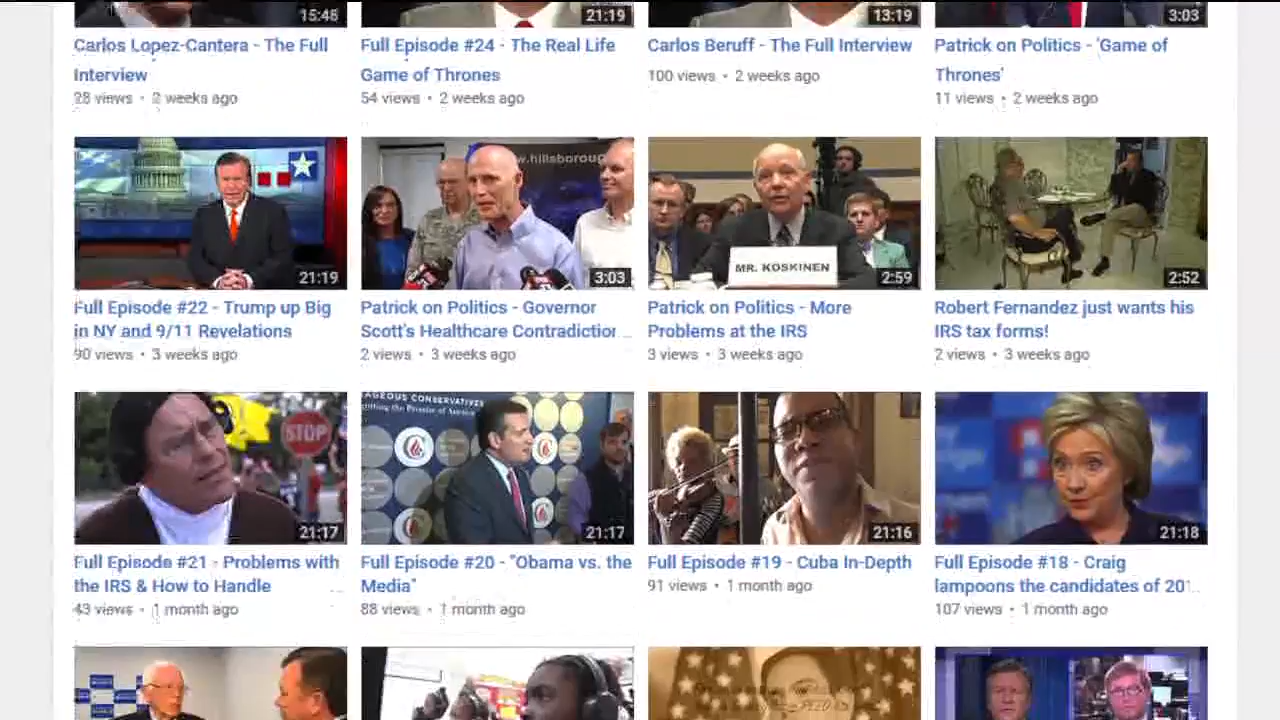 15:48
21:19
13:19
3:03
Carlos Lopez-Cantera - The Full
Interview
28 views • 2 weeks ago
Full Episode #24 - The Real Life
Game of Thrones
54 views • 2 weeks ago
Carlos Beruff - The Full Interview
100 views • 2 weeks ago
Patrick on Politics - 'Game of
Thrones'
11 views • 2 weeks ago
21:19
www.hillsboroug
3:03
MR. KOSKINEN
2:59
2:52
Full Episode #22 - Trump up Big
in NY and 9/11 Revelations
90 views • 3 weeks ago
Patrick on Politics - Governor
Scott's Healthcare Contradiction ...
2 views • 3 weeks ago
Patrick on Politics - More
Problems at the IRS
3 views • 3 weeks ago
Robert Fernandez just wants his
IRS tax forms!
2 views • 3 weeks ago
STOP
21:17
AGEOUS CONSERVATIVES
21:17
21:16
21:18
Full Episode #21 - Problems with
the IRS & How to Handle ...
43 views • 1 month ago
Full Episode #20 - "Obama vs. the
Media"
88 views • 1 month ago
Full Episode #19 - Cuba In-Depth
91 views • 1 month ago
Full Episode #18 - Craig
lampoons the candidates of 201...
107 views • 1 month ago